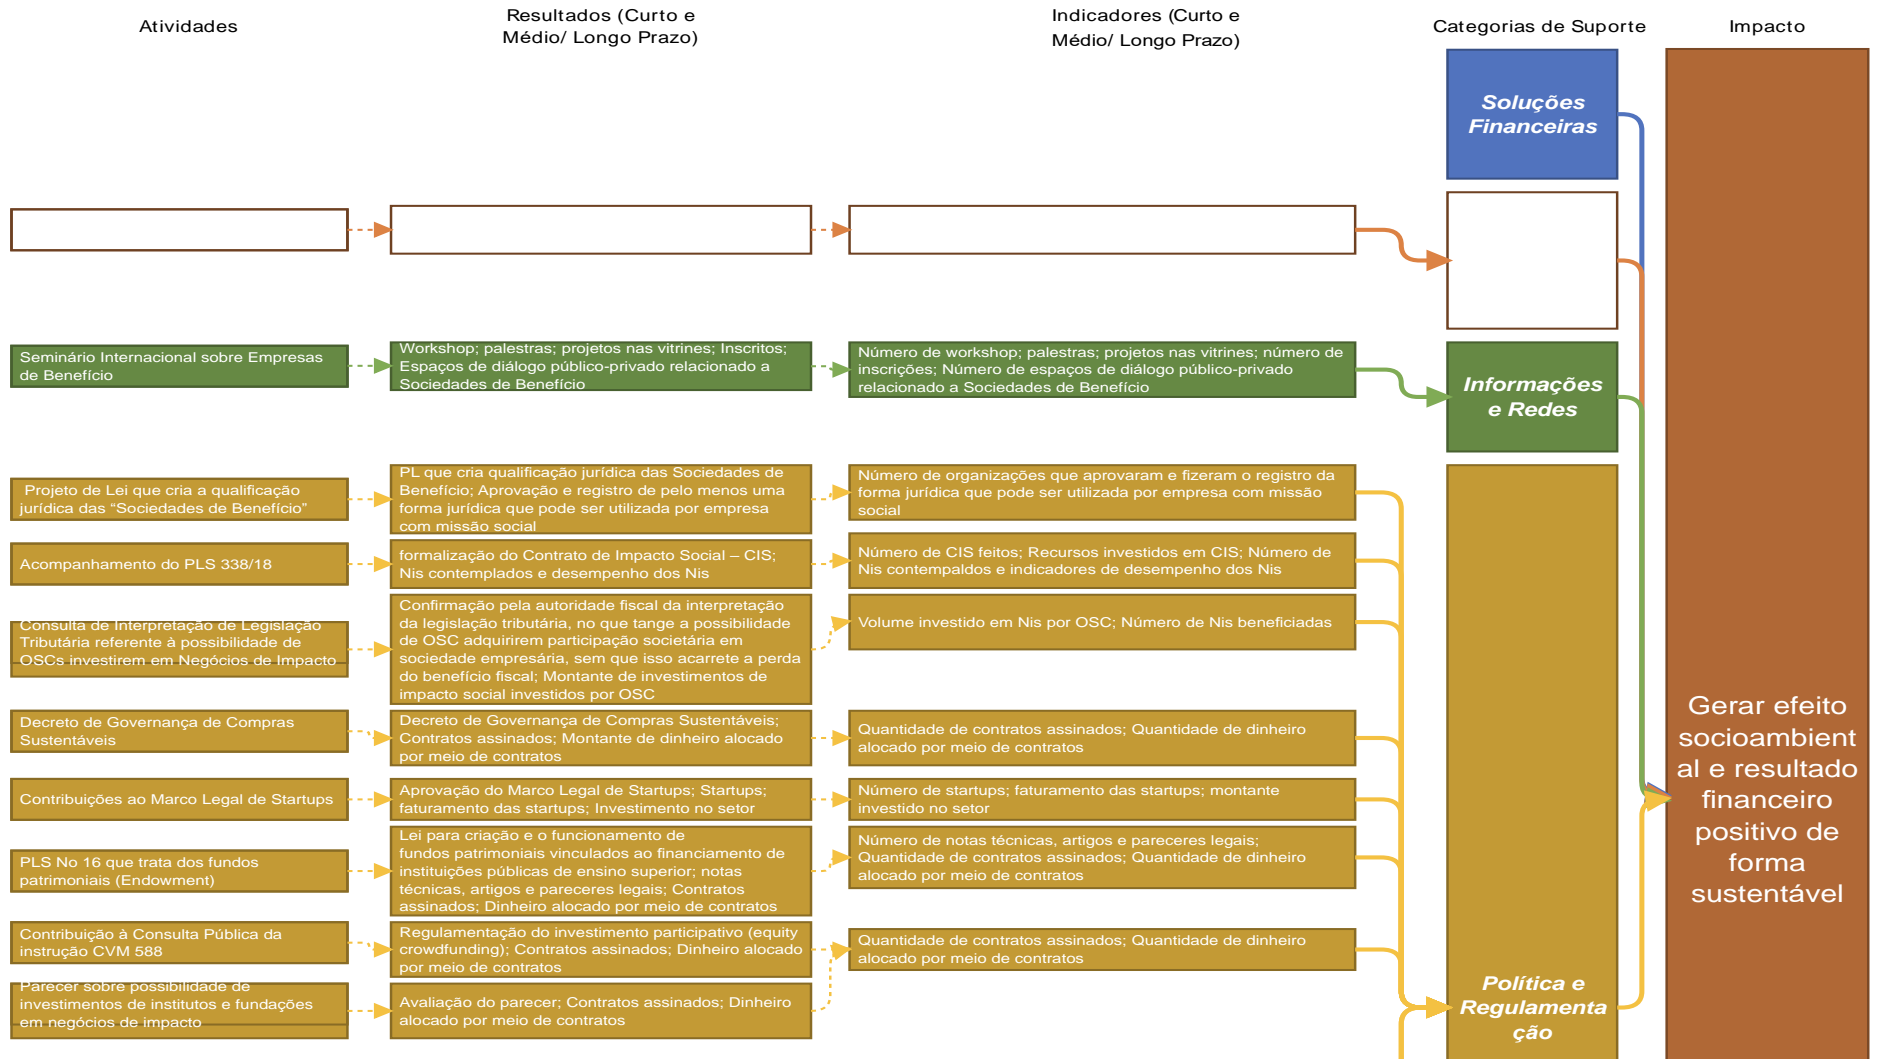 Atividades
Resultados (Curto e
Médio/ Longo Prazo)
Indicadores (Curto e
Médio/ Longo Prazo)
Categorias de Suporte
Impacto
Soluções
Financeiras
Seminário Internacional sobre Empresas
de Benefício
Workshop; palestras; projetos nas vitrines; Inscritos;
Espaços de diálogo público-privado relacionado a
Sociedades de Benefício
Número de workshop; palestras; projetos nas vitrines; número de
inscrições; Número de espaços de diálogo público-privado
relacionado a Sociedades de Benefício
Informações
e Redes
Projeto de Lei que cria a qualificação
jurídica das “Sociedades de Benefício”
PL que cria qualificação jurídica das Sociedades de
Benefício; Aprovação e registro de pelo menos uma
forma jurídica que pode ser utilizada por empresa
com missão social
Número de organizações que aprovaram e fizeram o registro da
forma jurídica que pode ser utilizada por empresa com missão
social
Acompanhamento do PLS 338/18
formalização do Contrato de Impacto Social – CIS;
Nis contemplados e desempenho dos Nis
Número de CIS feitos; Recursos investidos em CIS; Número de
Nis contempaldos e indicadores de desempenho dos Nis
Consulta de Interpretação de Legislação
Tributária referente à possibilidade de
OSCs investirem em Negócios de Impacto
Confirmação pela autoridade fiscal da interpretação
da legislação tributária, no que tange a possibilidade
de OSC adquirirem participação societária em
sociedade empresária, sem que isso acarrete a perda
do benefício fiscal; Montante de investimentos de
impacto social investidos por OSC
Volume investido em Nis por OSC; Número de Nis beneficiadas
Decreto de Governança de Compras
Sustentáveis
Decreto de Governança de Compras Sustentáveis;
Contratos assinados; Montante de dinheiro alocado
por meio de contratos
Quantidade de contratos assinados; Quantidade de dinheiro
alocado por meio de contratos
Contribuições ao Marco Legal de Startups
Aprovação do Marco Legal de Startups; Startups;
faturamento das startups; Investimento no setor
Número de startups; faturamento das startups; montante
investido no setor
PLS No 16 que trata dos fundos
patrimoniais (Endowment)
Lei para criação e o funcionamento de
fundos patrimoniais vinculados ao financiamento de
instituições públicas de ensino superior; notas
técnicas, artigos e pareceres legais; Contratos
assinados; Dinheiro alocado por meio de contratos
Número de notas técnicas, artigos e pareceres legais;
Quantidade de contratos assinados; Quantidade de dinheiro
alocado por meio de contratos
Contribuição à Consulta Pública da
instrução CVM 588
Regulamentação do investimento participativo (equity
crowdfunding); Contratos assinados; Dinheiro alocado
por meio de contratos
Quantidade de contratos assinados; Quantidade de dinheiro
alocado por meio de contratos
Parecer sobre possibilidade de
investimentos de institutos e fundações
em negócios de impacto
Avaliação do parecer; Contratos assinados; Dinheiro
alocado por meio de contratos
Política e
Regulamenta
ção
Gerar efeito
socioambient
al e resultado
financeiro
positivo de
forma
sustentável